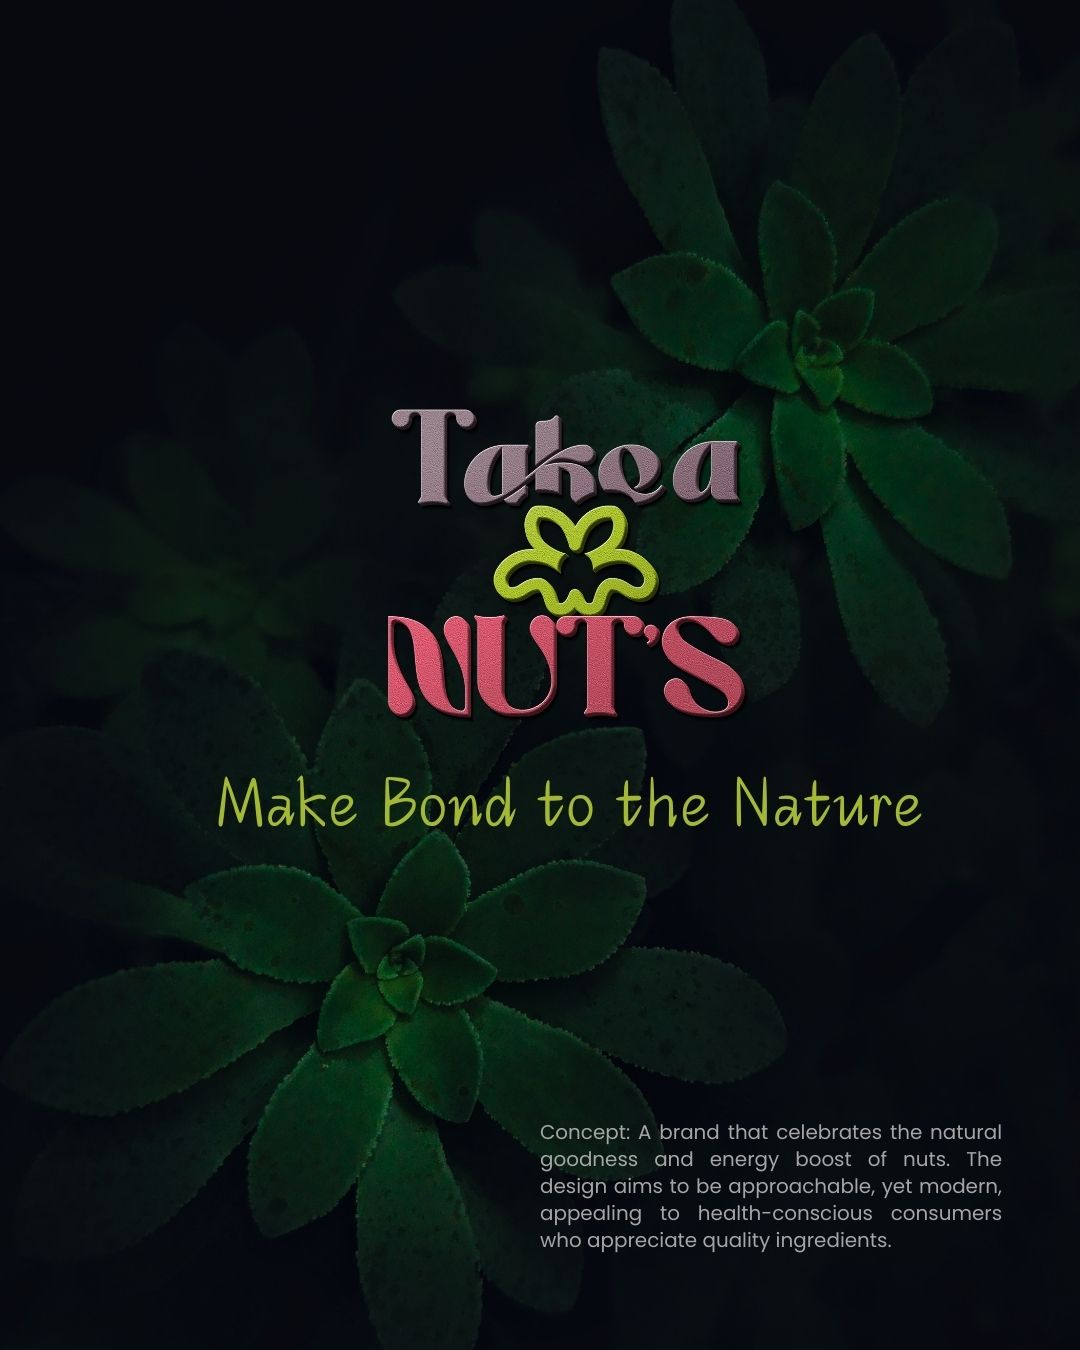 Take a
NUT'S
Make Bond to the Nature
Concept: A brand that celebrates the natural
goodness and energy boost of nuts. The
design aims to be approachable, yet modern,
appealing to health-conscious consumers
who appreciate quality ingredients.